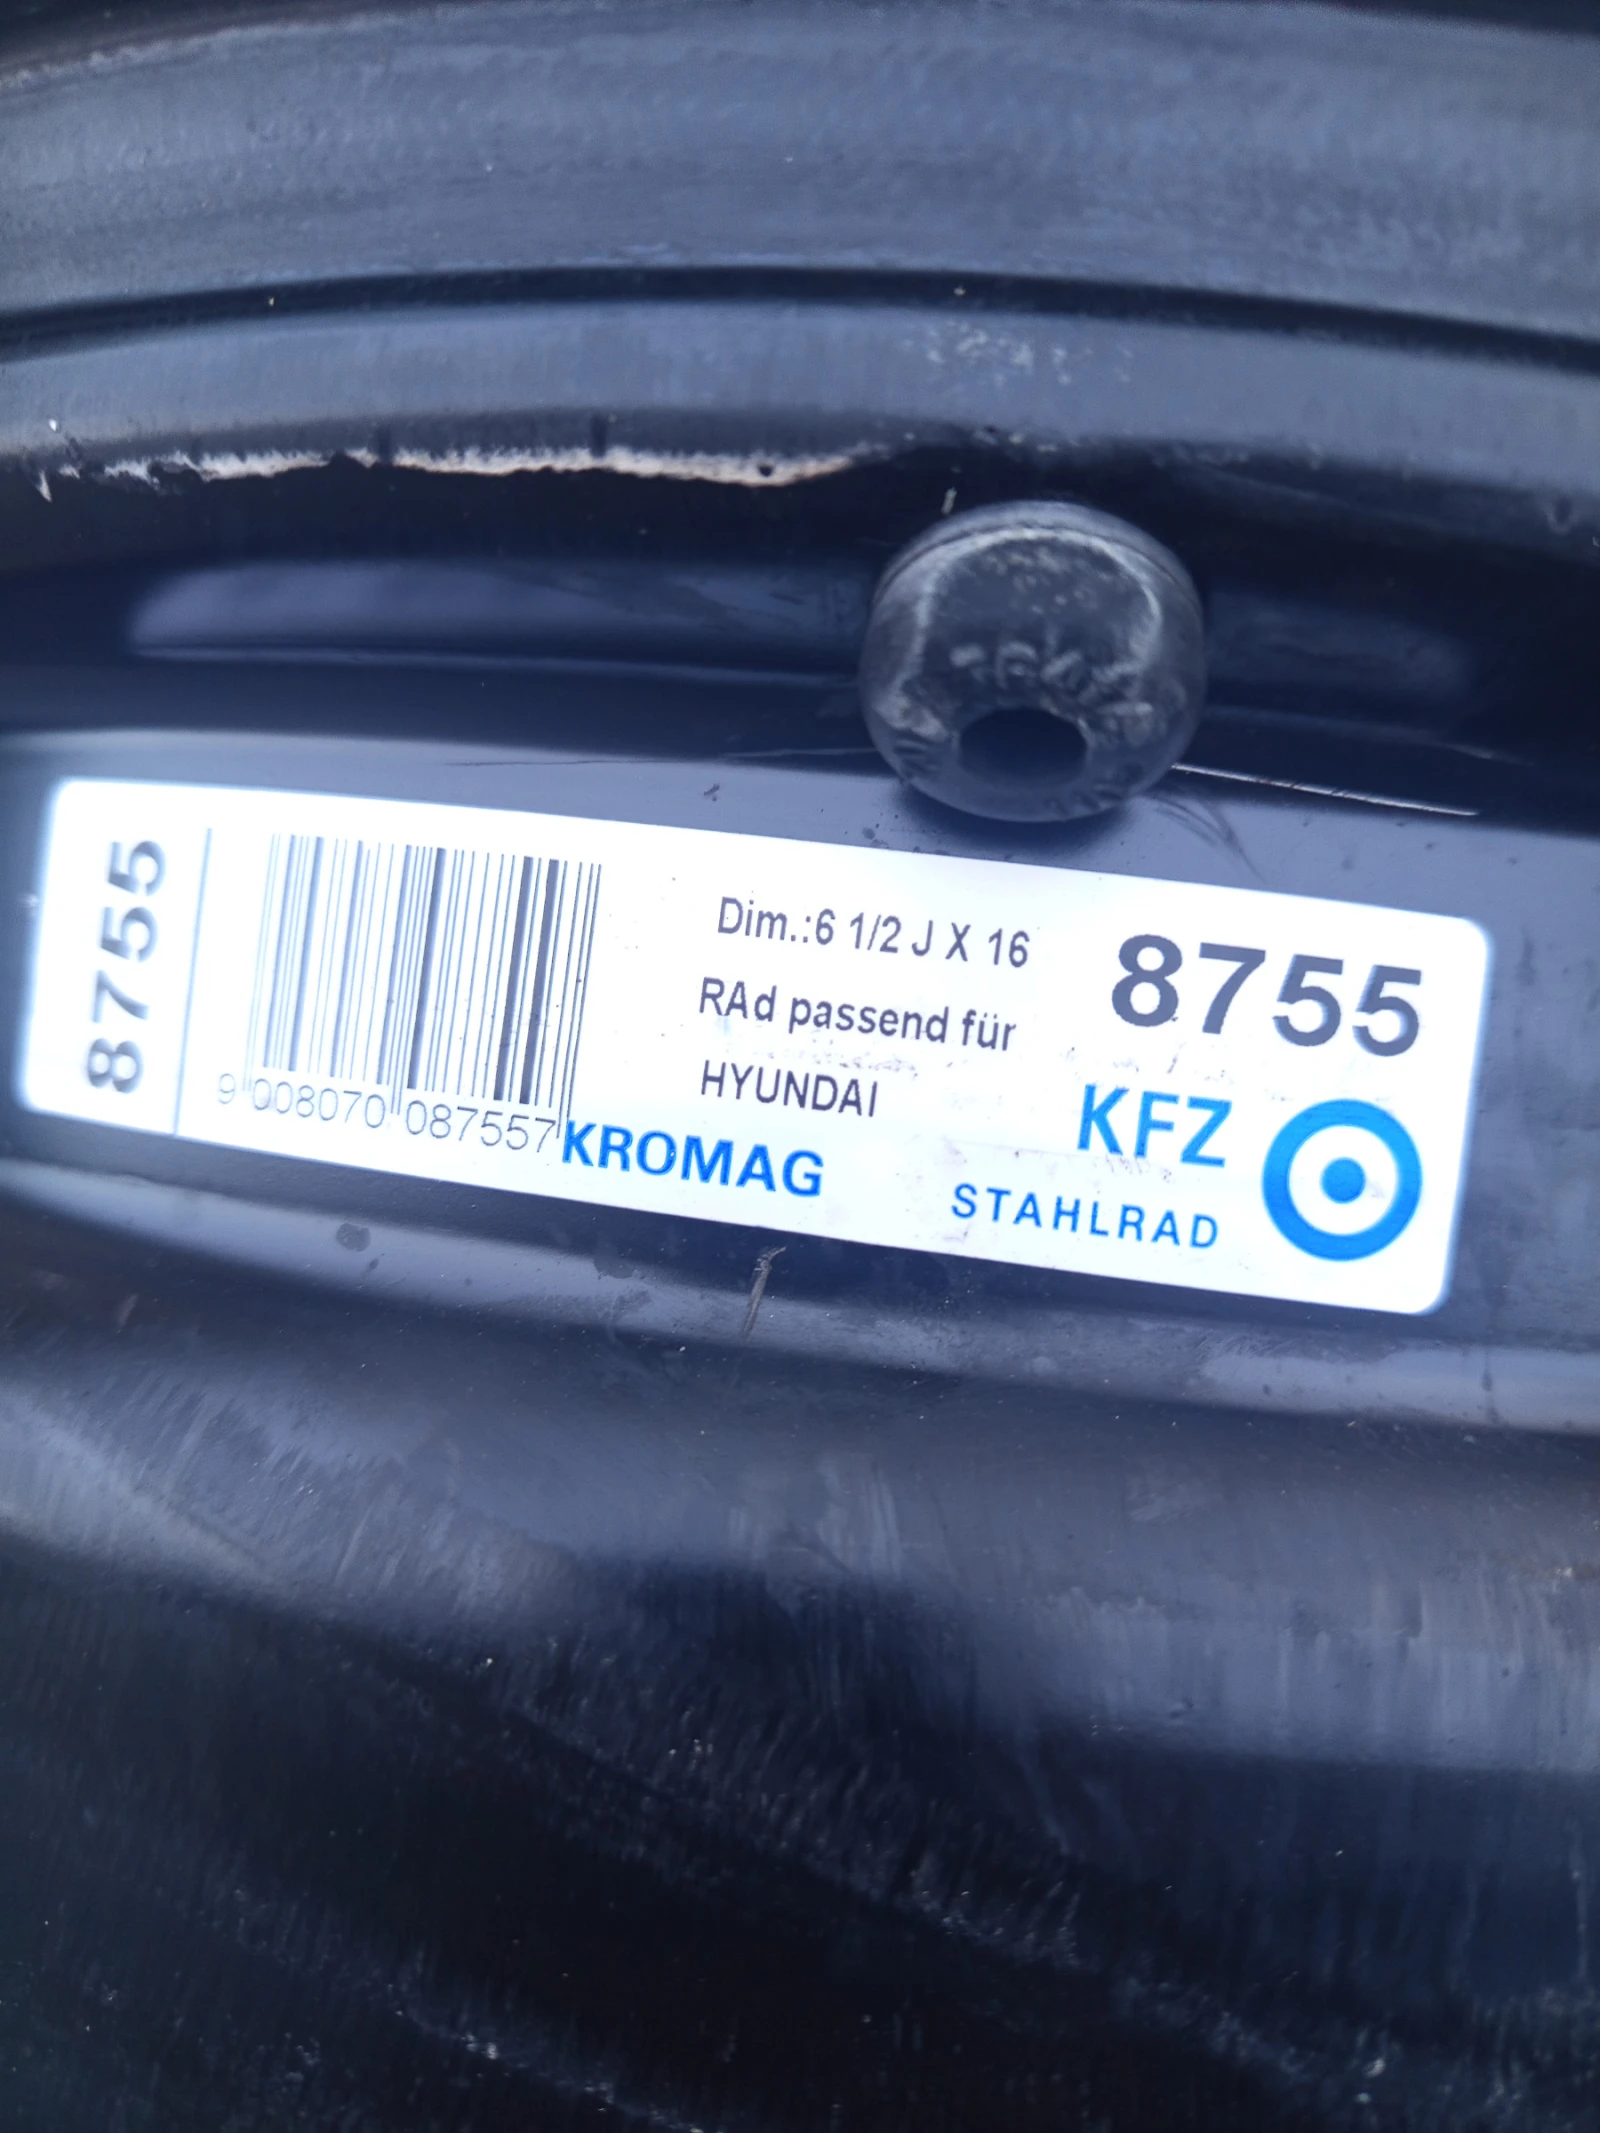 8755
Dim.:6 1/2 J X 16
RAd passend für
HYUNDAI
8755
9 008070 087557
KROMAG
KFZ
STAHLRAD